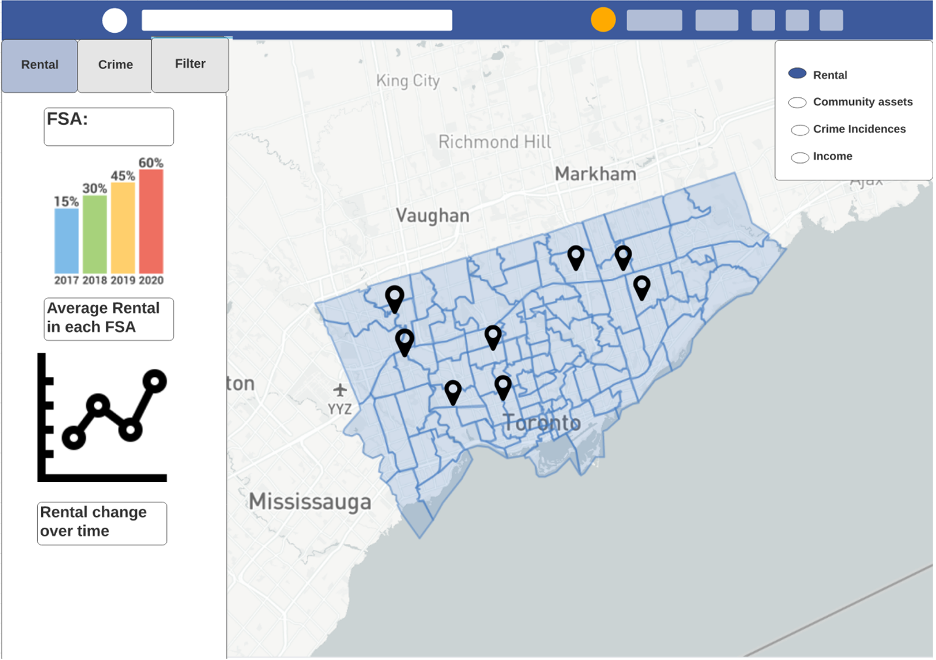 Rental
Crime
Filter
FSA:
60%
45%
30%
15%
2017 2018 2019 2020
Average Rental
in each FSA
Rental change
over time
King City
Richmond Hill
Markham
Vaughan
ton
YYZ
Toronto
Mississauga
Ajax
Rental
Community assets
Crime Incidences
Income